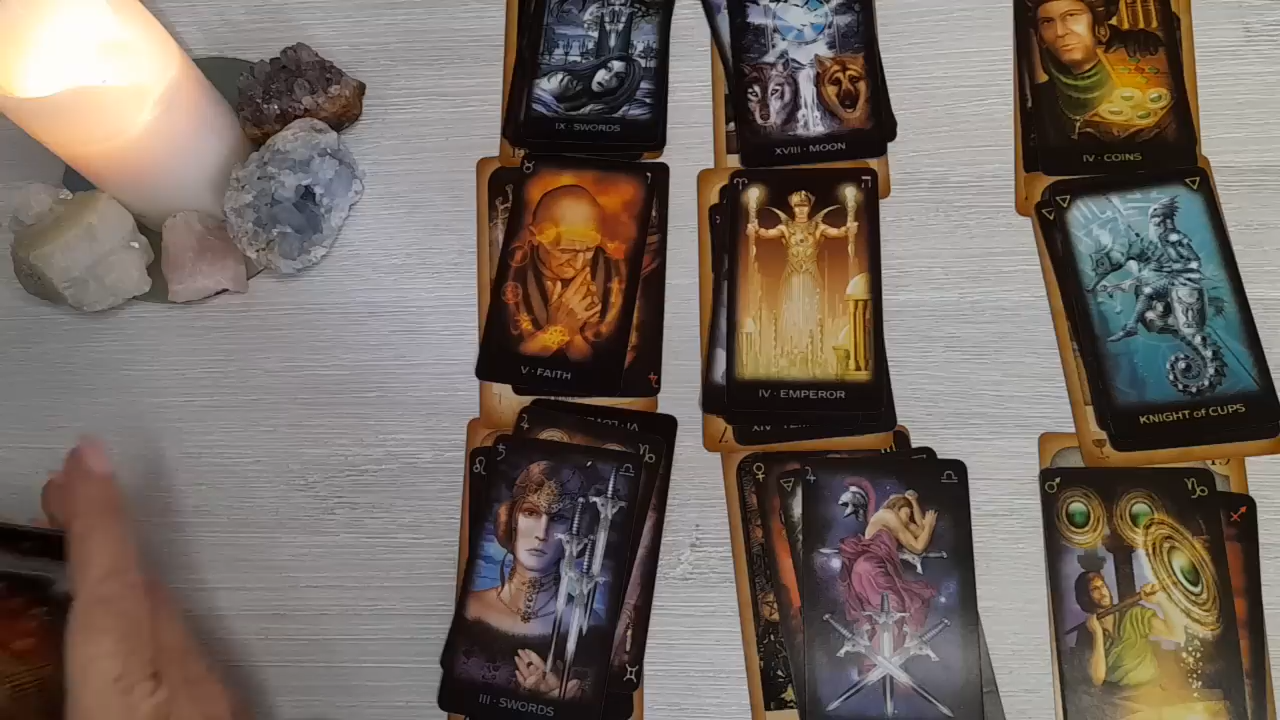 IX · SWORDS
XVIII · MOON
IV · COINS
V · FAITH
IV · EMPEROR
KNIGHT of CUPS
III · SWORDS